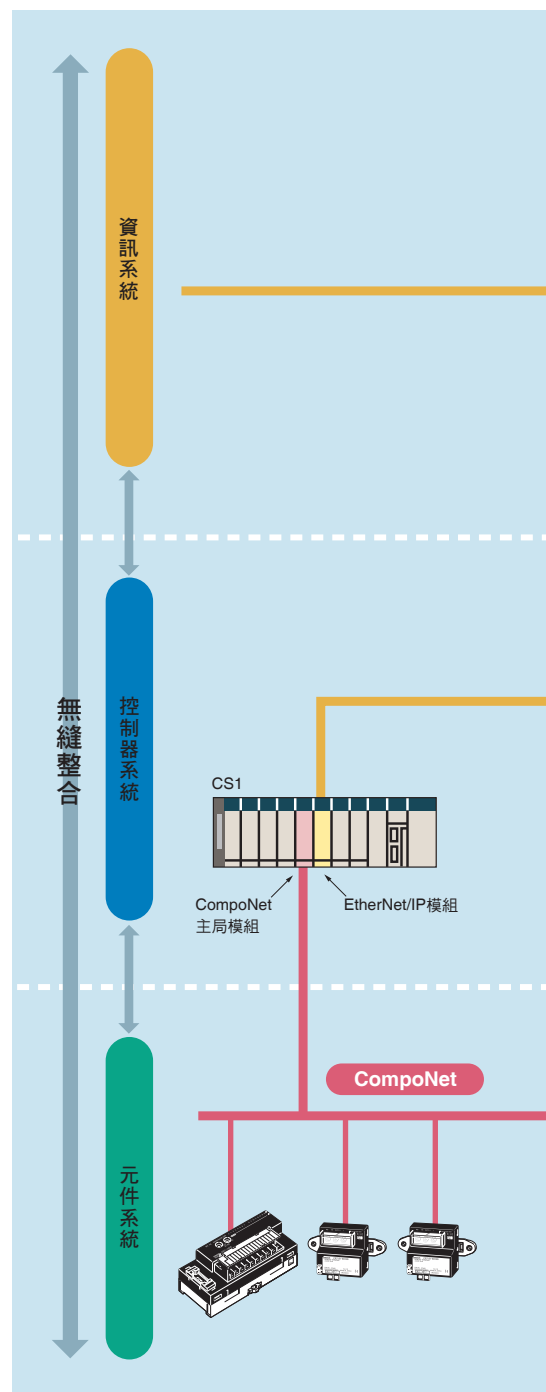 資訊系統
無縫整合
控制器系統
CS1
CompoNet
主局模組
EtherNet/IP模組
CompoNet
元件系統